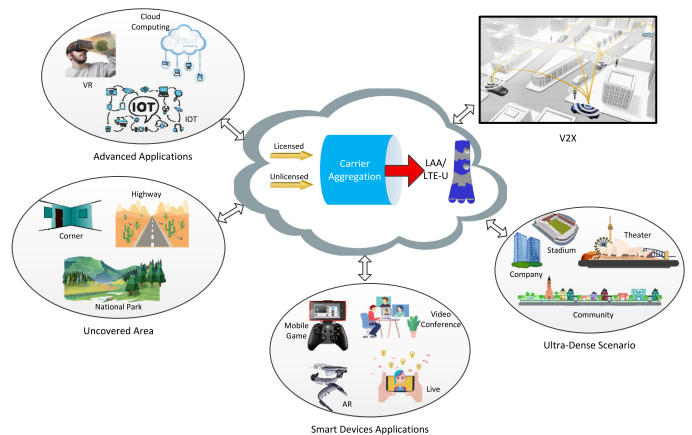 Cloud
Computing
VR
IOT
IOT
Advanced Applications
V2X
Licensed
Unlicensed
Carrier
Aggregation
LAA/
LTE-U
Highway
Corner
National Park
Uncovered Area
Stadium
Theater
Company
Community
Ultra-Dense Scenario
Mobile
Game
Video
Conference
AR
Live
Smart Devices Applications